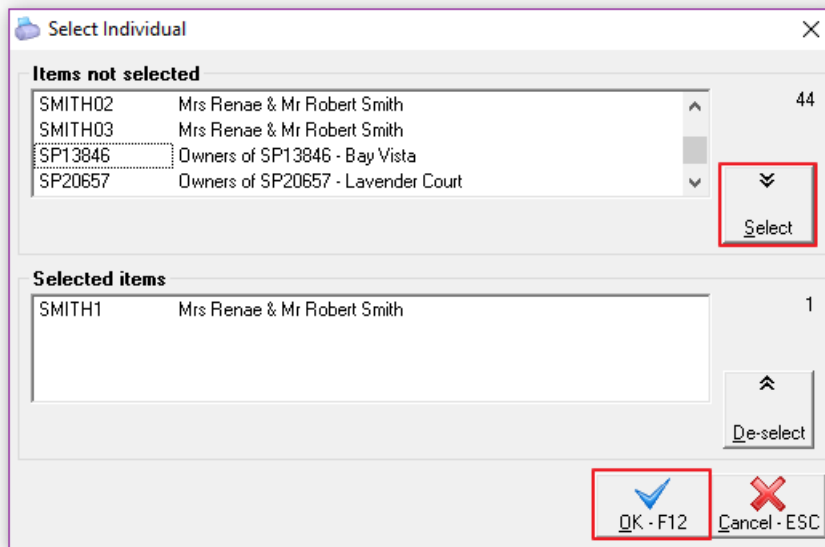 Select Individual
Items not selected
SMITH02 Mrs Renae & Mr Robert Smith
44
SMITH03 Mrs Renae & Mr Robert Smith
SP13846 Owners of SP13846 - Bay Vista
SP20657 Owners of SP20657 - Lavender Court
Select
Selected items
SMITH1 Mrs Renae & Mr Robert Smith
1
De-select
OK - F12
Cancel - ESC